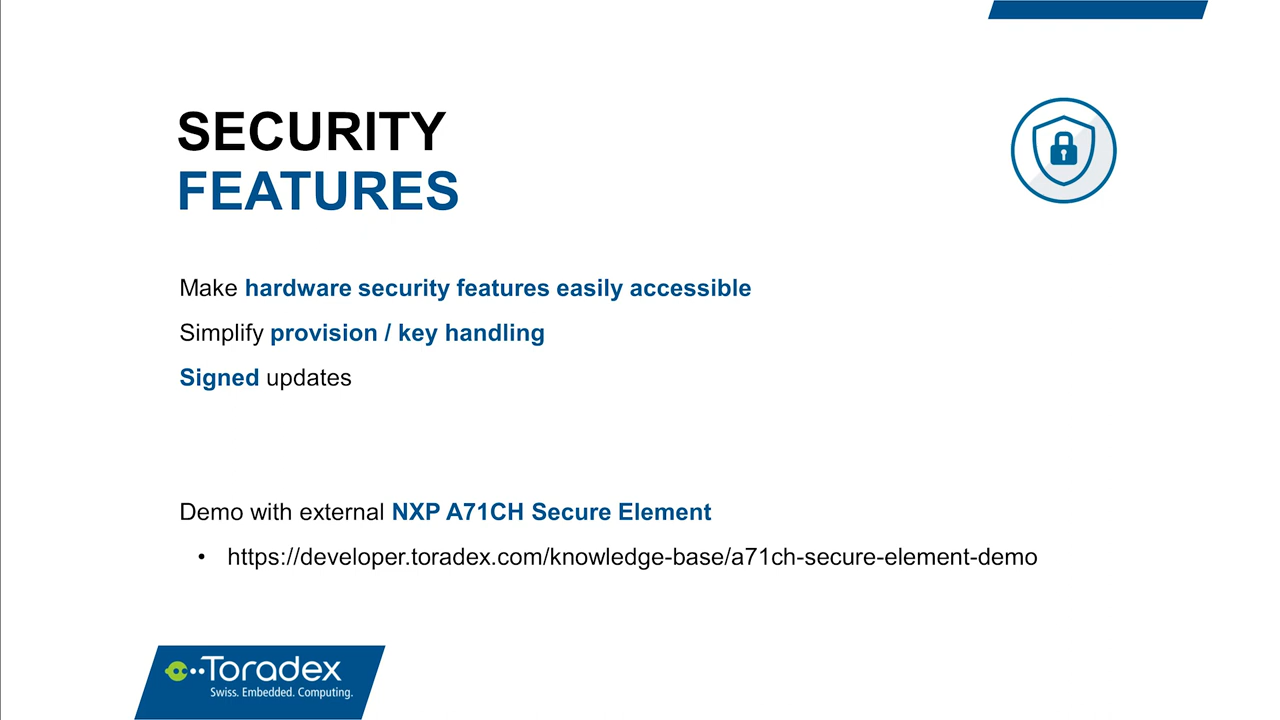 SECURITY
FEATURES
Make hardware security features easily accessible
Simplify provision / key handling
Signed updates
Demo with external NXP A71CH Secure Element
• https://developer.toradex.com/knowledge-base/a71ch-secure-element-demo
Toradex
Swiss. Embedded. Computing.